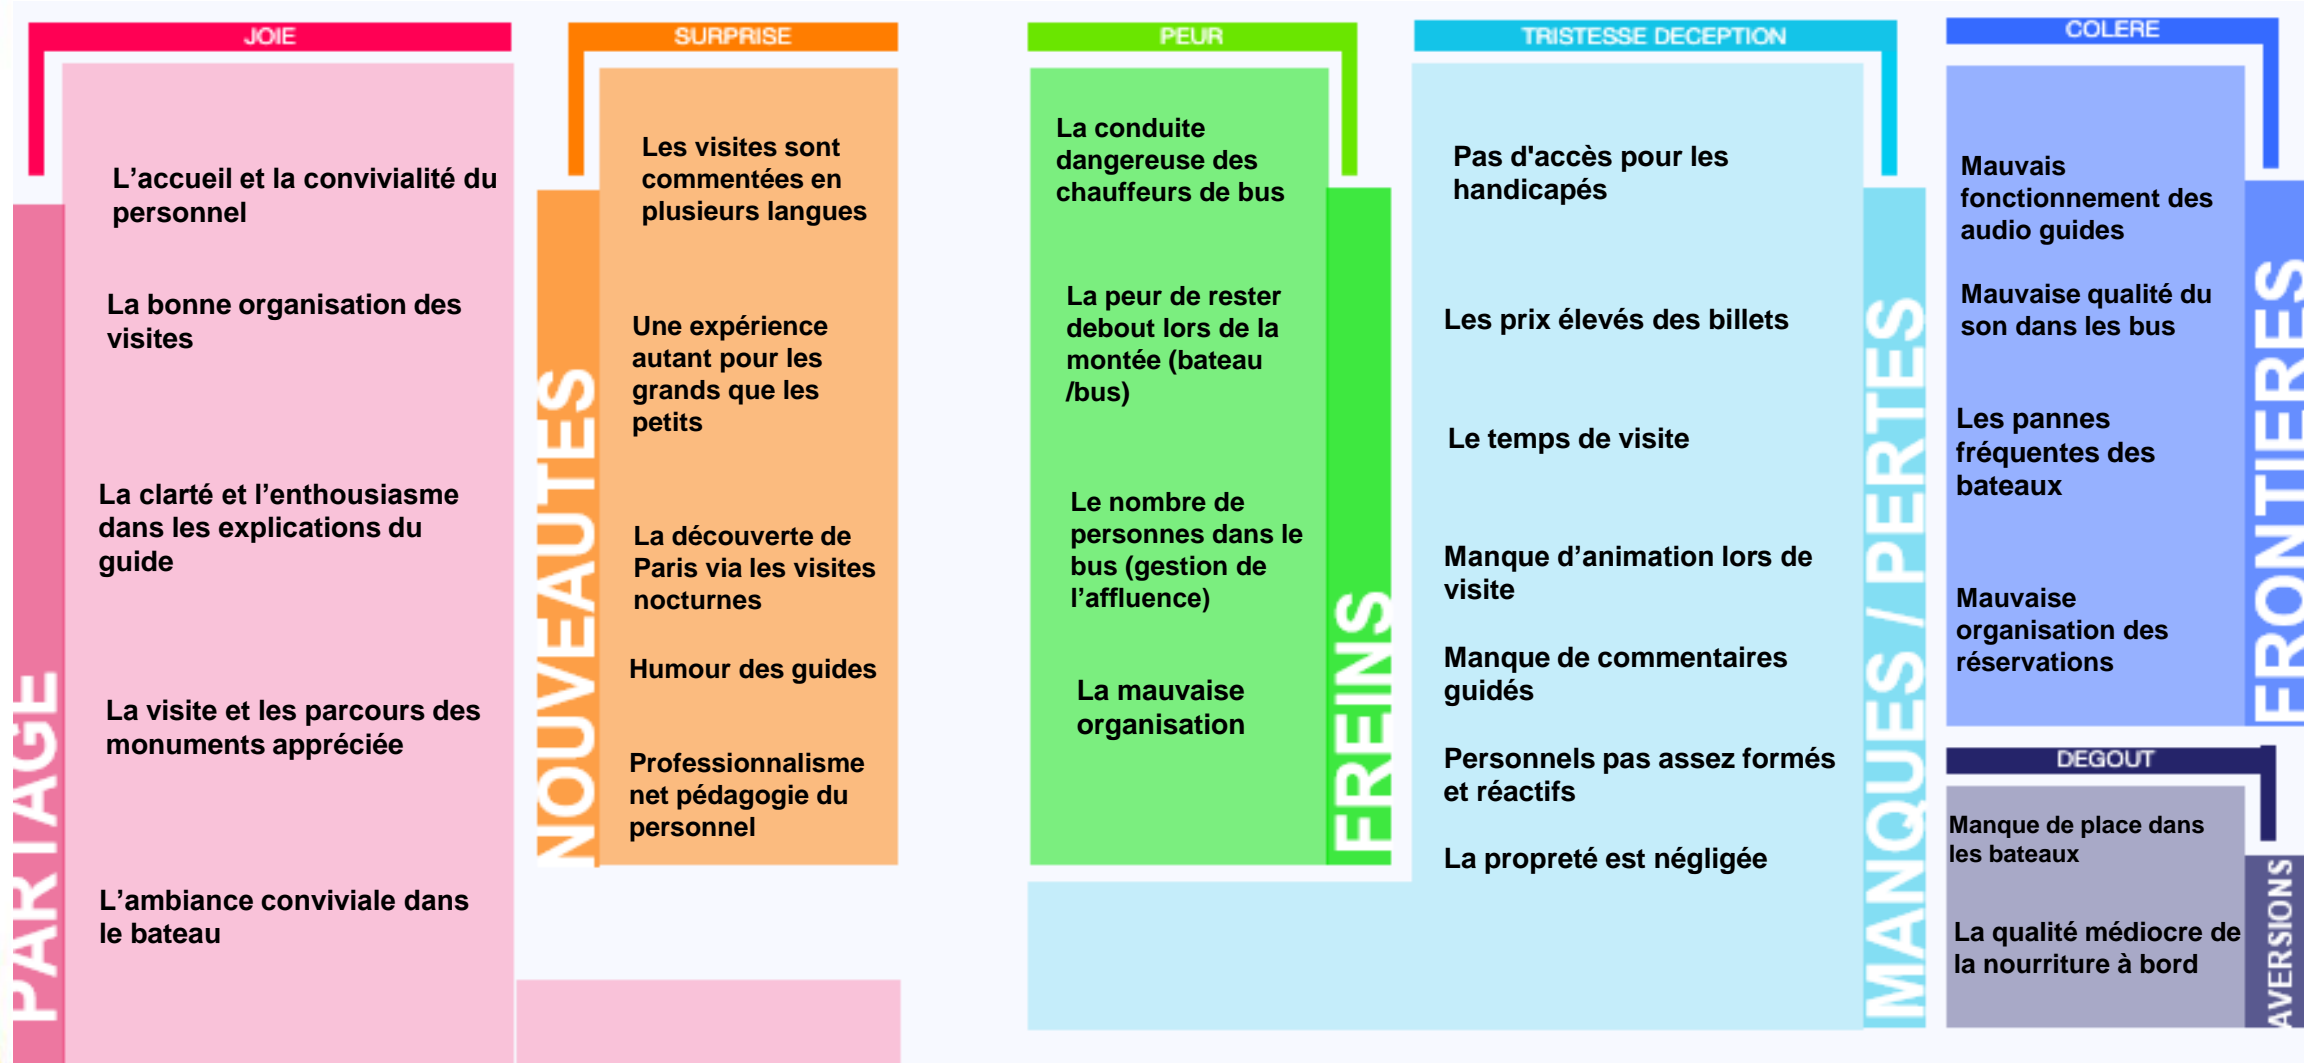 JOIE
L’accueil et la convivialité du
personnel
La bonne organisation des
visites
La clarté et l’enthousiasme
dans les explications du
guide
La visite et les parcours des
monuments appréciée
L’ambiance conviviale dans
le bateau
PARTAGE
SURPRISE
Les visites sont
commentées en
plusieurs langues
Une expérience
autant pour les
grands que les
petits
La découverte de
Paris via les visites
nocturnes
Humour des guides
Professionnalisme
net pédagogie du
personnel
NOUVEAUTES
PEUR
La conduite
dangereuse des
chauffeurs de bus
La peur de rester
debout lors de la
montée (bateau
/bus)
Le nombre de
personnes dans le
bus (gestion de
l’affluence)
La mauvaise
organisation
FREINS
TRISTESSE DECEPTION
Pas d'accès pour les
handicapés
Les prix élevés des billets
Le temps de visite
Manque d’animation lors de
visite
Manque de commentaires
guidés
Personnels pas assez formés
et réactifs
La propreté est négligée
MANQUES / PERTES
COLERE
Mauvais
fonctionnement des
audio guides
Mauvaise qualité du
son dans les bus
Les pannes
fréquentes des
bateaux
Mauvaise
organisation des
réservations
FRONTIERES
DEGOUT
Manque de place dans
les bateaux
La qualité médiocre de
la nourriture à bord
AVERSIONS